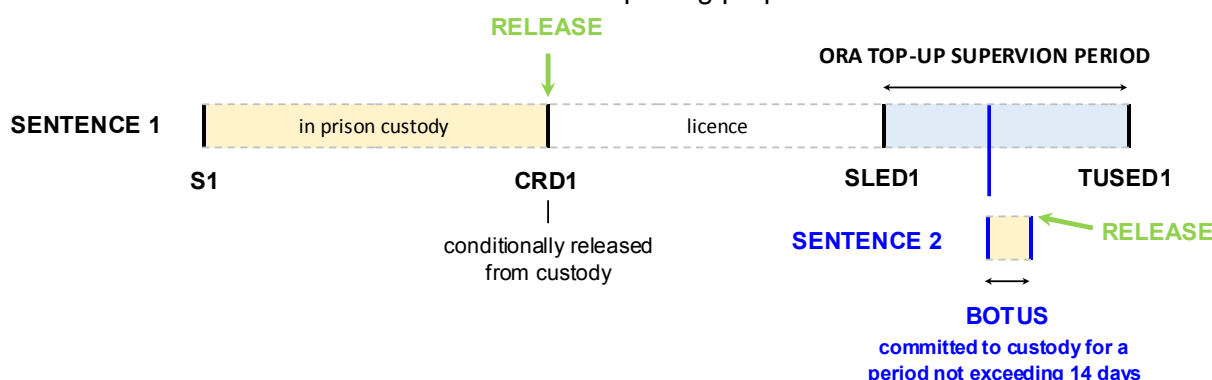 RELEASE
ORA TOP-UP SUPERVION PERIOD
SENTENCE 1
in prison custody
licence
S1
CRD1
SLED1
TUSED1
conditionally released
from custody
SENTENCE 2
RELEASE
BOTUS
committed to custody for a
period not exceeding 14 days